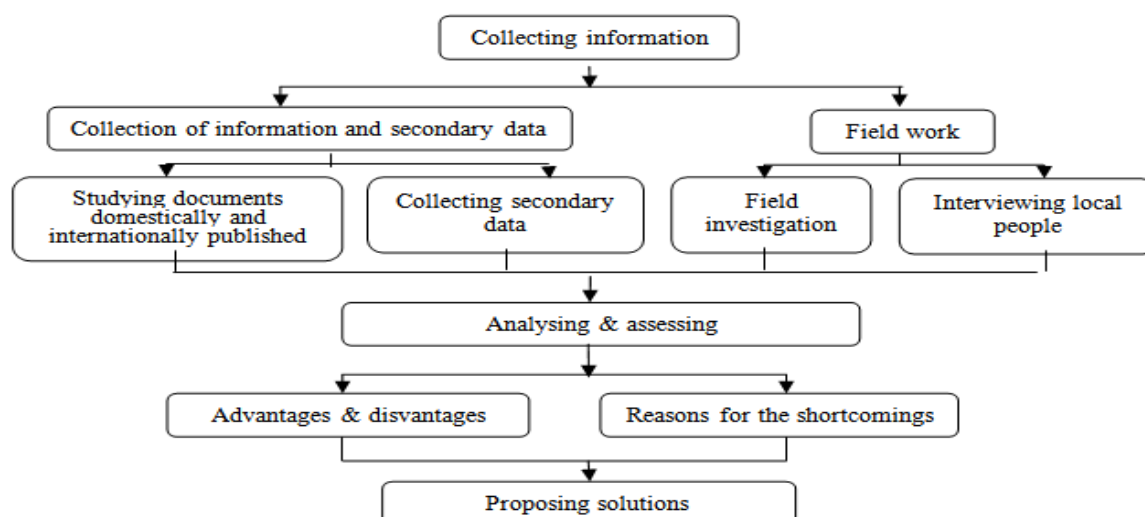 Collecting information
Collection of information and secondary data
Field work
Studying documents
domestically and
internationally published
Collecting secondary
data
Field
investigation
Interviewing local
people
Analysing & assessing
Advantages & disvantages
Reasons for the shortcomings
Proposing solutions